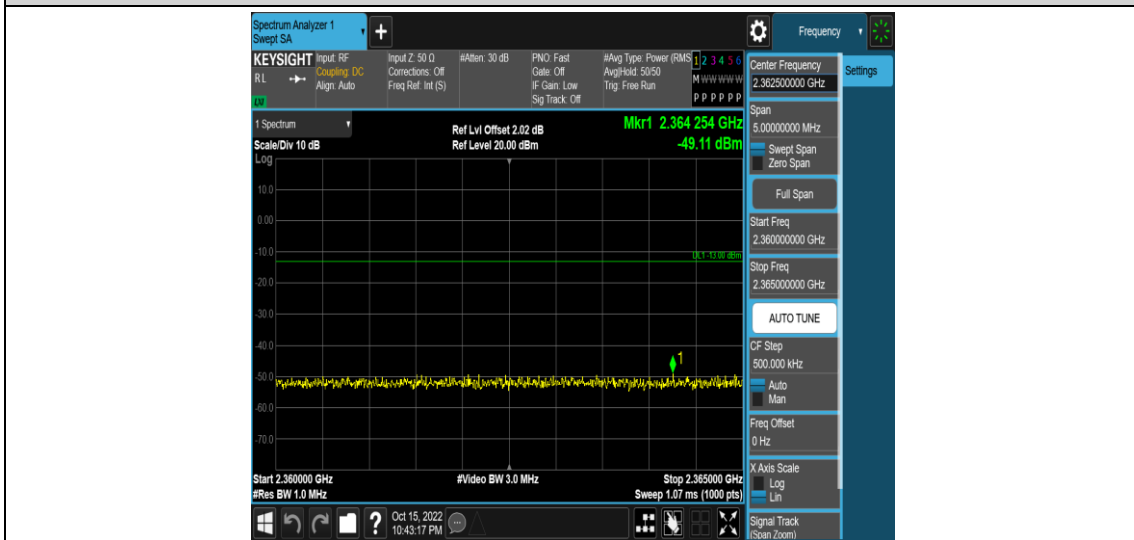 Spectrum Analyzer 1
Swept SA
+
Frequency
KEYSIGHT
RL
Input: RF
Coupling: DC
Align: Auto
Input Z: 50 Ω
Corrections: Off
Freq Ref: Int (S)
#Atten: 30 dB
PNO: Fast
Gate: Off
IF Gain: Low
Sig Track: Off
#Avg Type: Power (RMS
Avg|Hold: 50/50
Trig: Free Run
1 2 3 4 5 6
M W W W W W
P P P P P P
1 Spectrum
Scale/Div 10 dB
Ref Lvl Offset 2.02 dB
Ref Level 20.00 dBm
Mkr1 2.364 254 GHz
-49.11 dBm
Log
10.0
0.00
-10.0
DL1 -13.00 dBm
-20.0
-30.0
-40.0
1
-50.0
-60.0
-70.0
Start 2.360000 GHz
#Video BW 3.0 MHz
Stop 2.365000 GHz
#Res BW 1.0 MHz
Sweep 1.07 ms (1000 pts)
Center Frequency
2.362500000 GHz
Settings
Span
5.00000000 MHz
Swept Span
Zero Span
Full Span
Start Freq
2.360000000 GHz
Stop Freq
2.365000000 GHz
AUTO TUNE
CF Step
500.000 kHz
Auto
Man
Freq Offset
0 Hz
X Axis Scale
Log
Lin
Signal Track
(Span Zoom)
?
Oct 15, 2022
10:43:17 PM